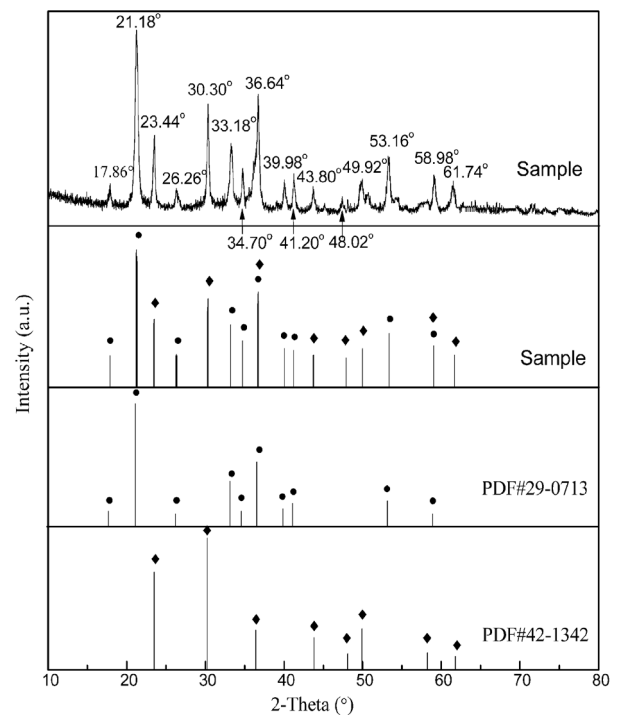 21.18°
36.64°
30.30°
33.18°
23.44°
53.16°
39.98°
49.92°
58.98°
17.86°
26.26°
43.80°
61.74°
Sample
34.70°
41.20°
48.02°
Sample
Intensity (a.u.)
PDF#29-0713
PDF#42-1342
10 20 30 40 50 60 70 80
2-Theta (°)